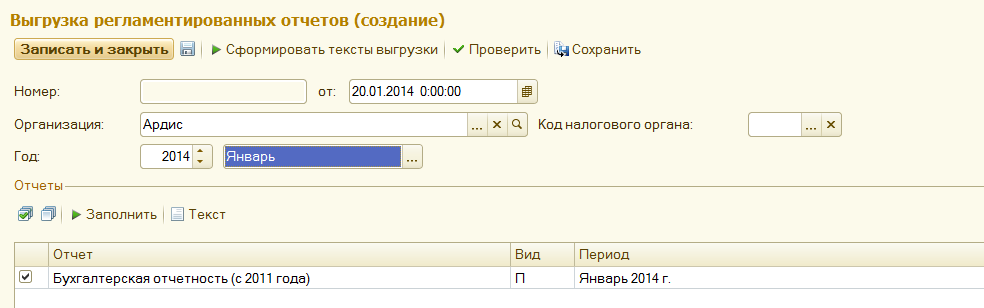 Выгрузка регламентированных отчетов (создание)
Записать и закрыть Сформировать тексты выгрузки Проверить Сохранить
Номер: от: 20.01.2014 0:00:00
Организация: Ардис ... Код налогового органа: ...
Год: 2014 Январь ...
Отчеты
Заполнить Текст
Отчет Вид Период
Бухгалтерская отчетность (с 2011 года) П Январь 2014 г.